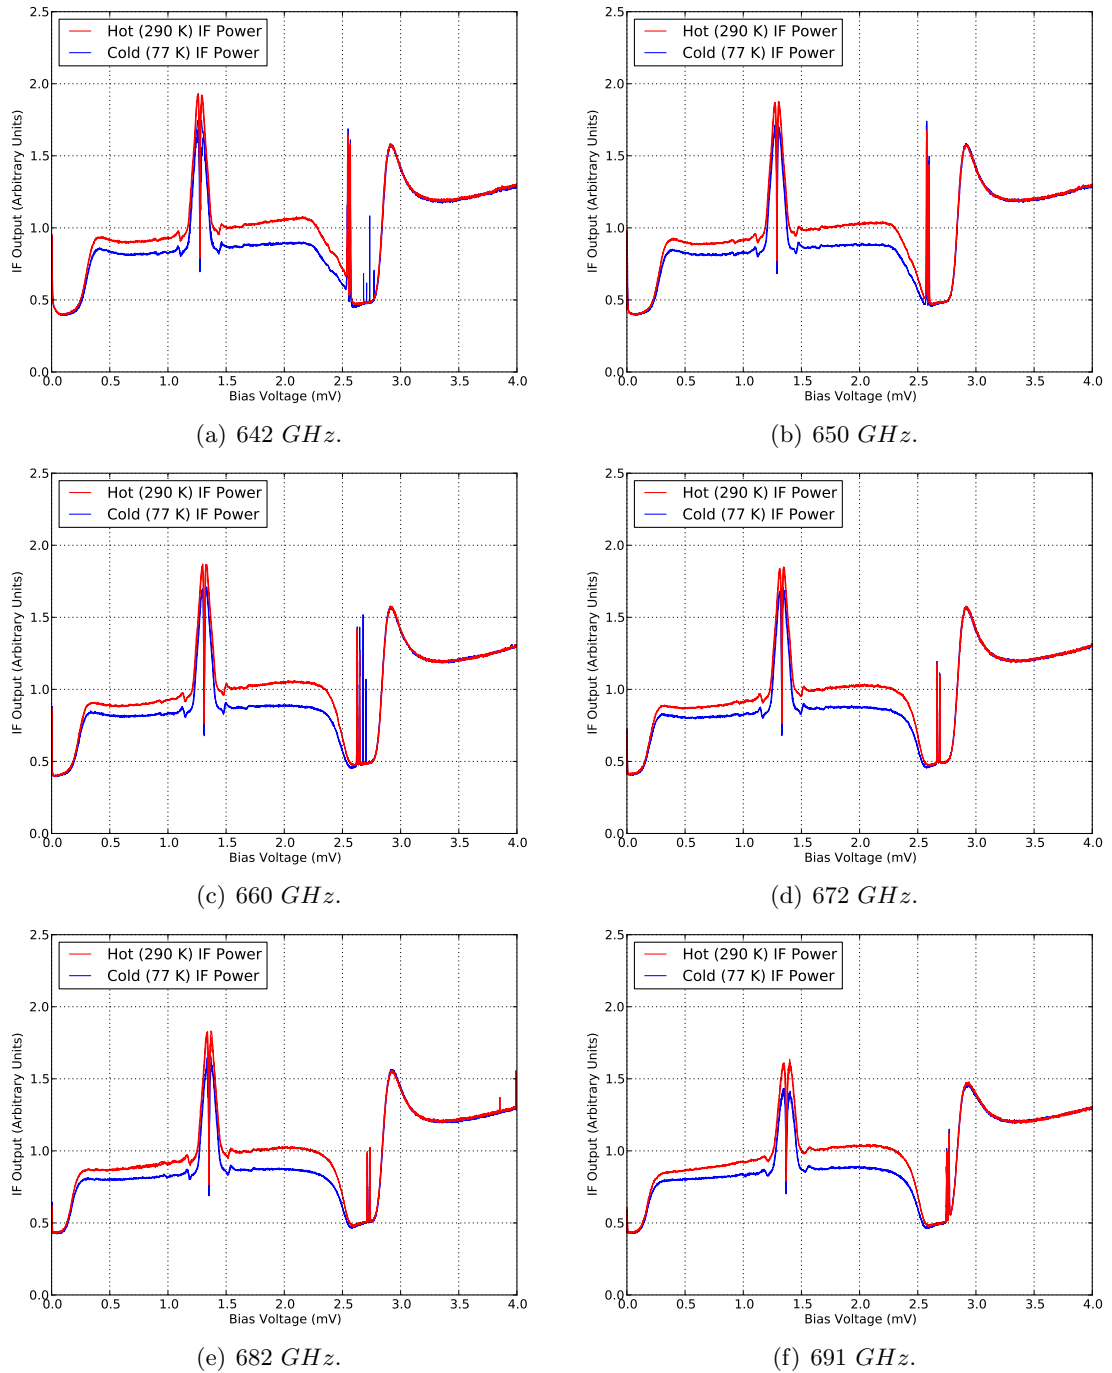 2.5
2.0
1.5
1.0
0.5
0.0
IF Output (Arbitrary Units)
Hot (290 K) IF Power
Cold (77 K) IF Power
0.0 0.5 1.0 1.5 2.0 2.5 3.0 3.5 4.0
Bias Voltage (mV)
(a) 642 GHz.
2.5
2.0
1.5
1.0
0.5
0.0
IF Output (Arbitrary Units)
Hot (290 K) IF Power
Cold (77 K) IF Power
0.0 0.5 1.0 1.5 2.0 2.5 3.0 3.5 4.0
Bias Voltage (mV)
(b) 650 GHz.
2.5
2.0
1.5
1.0
0.5
0.0
IF Output (Arbitrary Units)
Hot (290 K) IF Power
Cold (77 K) IF Power
0.0 0.5 1.0 1.5 2.0 2.5 3.0 3.5 4.0
Bias Voltage (mV)
(c) 660 GHz.
2.5
2.0
1.5
1.0
0.5
0.0
IF Output (Arbitrary Units)
Hot (290 K) IF Power
Cold (77 K) IF Power
0.0 0.5 1.0 1.5 2.0 2.5 3.0 3.5 4.0
Bias Voltage (mV)
(d) 672 GHz.
2.5
2.0
1.5
1.0
0.5
0.0
IF Output (Arbitrary Units)
Hot (290 K) IF Power
Cold (77 K) IF Power
0.0 0.5 1.0 1.5 2.0 2.5 3.0 3.5 4.0
Bias Voltage (mV)
(e) 682 GHz.
2.5
2.0
1.5
1.0
0.5
0.0
IF Output (Arbitrary Units)
Hot (290 K) IF Power
Cold (77 K) IF Power
0.0 0.5 1.0 1.5 2.0 2.5 3.0 3.5 4.0
Bias Voltage (mV)
(f) 691 GHz.